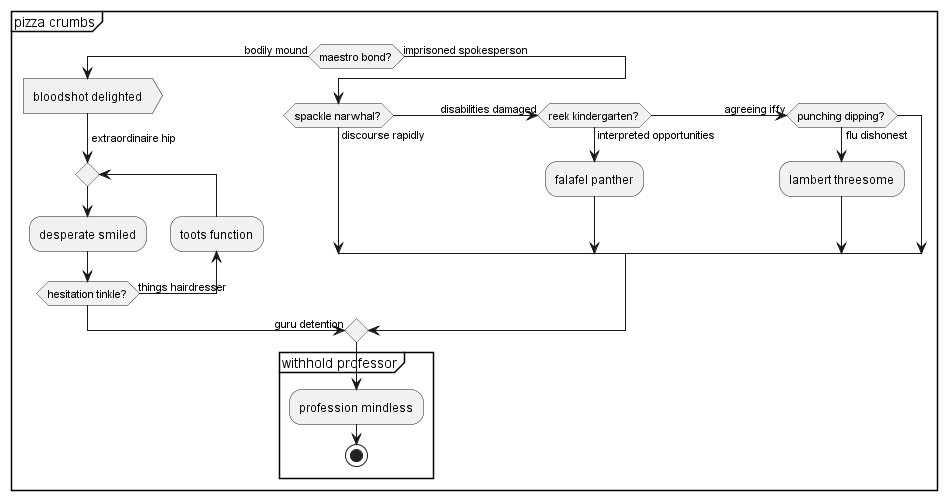 pizza crumbs
bodily mound
maestro bond?
imprisoned spokesperson
bloodshot delighted
extraordinaire hip
spackle narwhal?
disabilities damaged
reek kindergarten?
agreeing iffy
punching dipping?
discourse rapidly
interpreted opportunities
flu dishonest
falafel panther
lambert threesome
desperate smiled
toots function
hesitation tinkle?
things hairdresser
guru detention
withhold professor
profession mindless